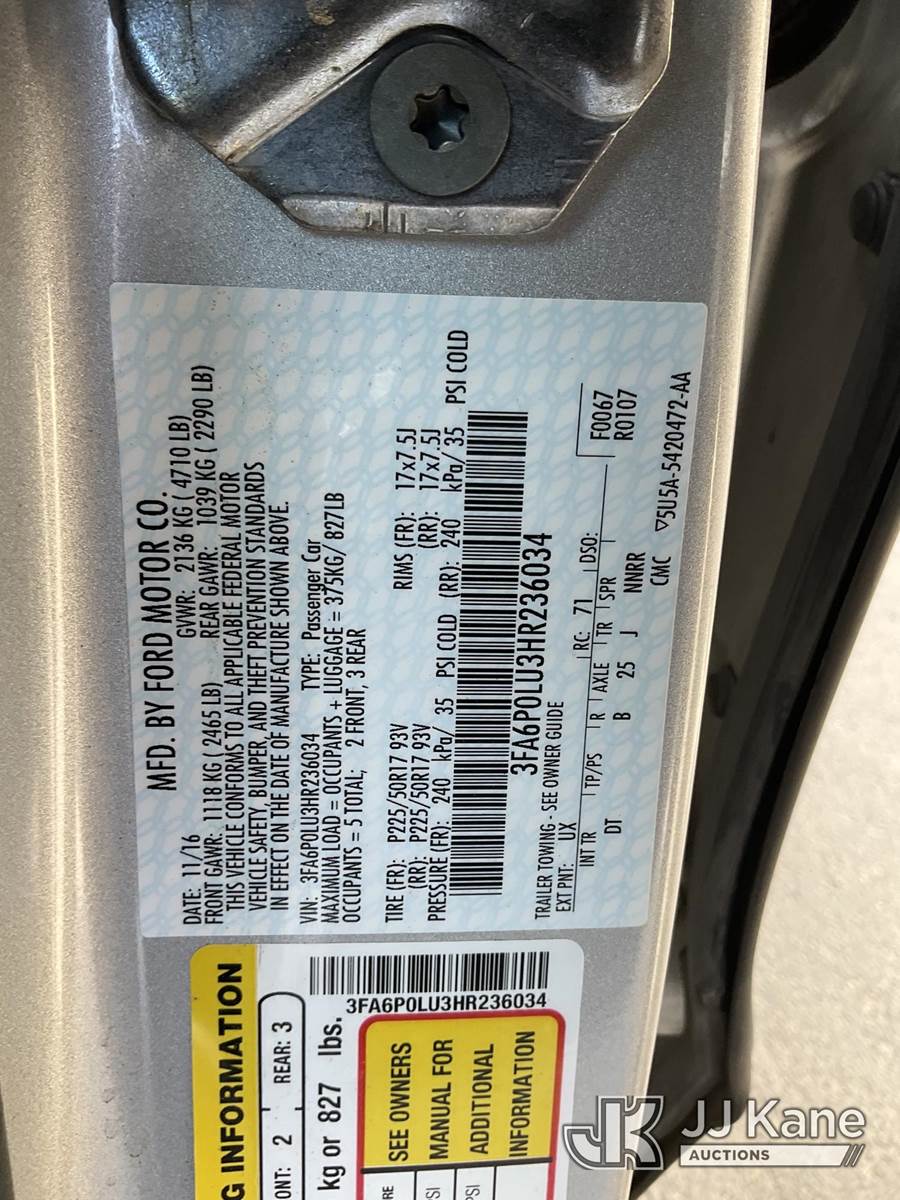 MFD. BY FORD MOTOR CO.
DATE: 11/16 GVWR: 2136 KG ( 4710 LB)
FRONT GAWR: 1118 KG ( 2465 LB) REAR GAWR: 1039 KG ( 2290 LB)
THIS VEHICLE CONFORMS TO ALL APPLICABLE FEDERAL MOTOR
VEHICLE SAFETY, BUMPER, AND THEFT PREVENTION STANDARDS
IN EFFECT ON THE DATE OF MANUFACTURE SHOWN ABOVE.
VIN: 3FA6P0LU3HR236034 TYPE: Passenger Car
MAXIMUM LOAD = OCCUPANTS + LUGGAGE = 375KG/ 827LB
OCCUPANTS = 5 TOTAL; 2 FRONT, 3 REAR
TIRE (FR): P225/50R17 93V RIMS (FR): 17x7.5J
(RR): P225/50R17 93V (RR): 17x7.5J
PRESSURE (FR): 240 kPa/ 35 PSI COLD (RR): 240 kPa/ 35 PSI COLD
3FA6P0LU3HR236034
TRAILER TOWING - SEE OWNER GUIDE
F0067
EXT PNT: UX RC: 71 DSO: R0107
INT TR TP/PS R AXLE TR SPR
DT B 25 J NNRR
CMC ▽5U5A-5420472-AA
G INFORMATION
ONT: 2 REAR: 3
kg or 827 lbs.
3FA6P0LU3HR236034
SEE OWNERS
MANUAL FOR
ADDITIONAL
INFORMATION
RE
SI
PSI
JK JJ Kane
AUCTIONS